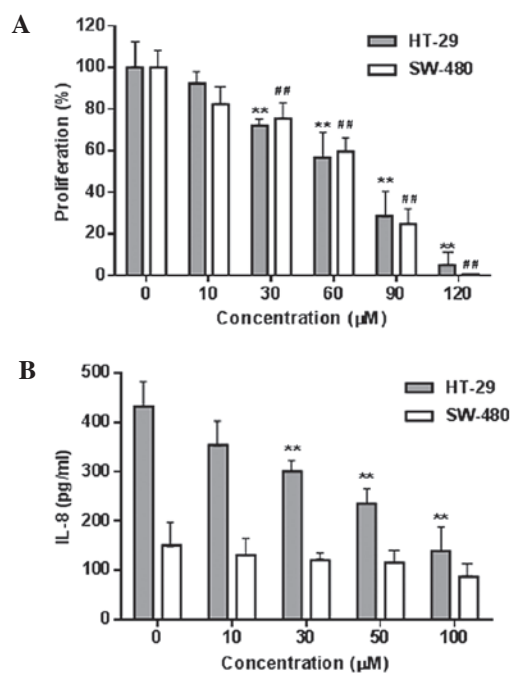 A
120
100
80
60
40
20
0
Proliferation (%)
HT-29
SW-480
** ## ** ## ** ## ** ##
0 10 30 60 90 120
Concentration (µM)
B
500
400
300
200
100
0
IL-8 (pg/ml)
HT-29
SW-480
** ** **
0 10 30 50 100
Concentration (µM)